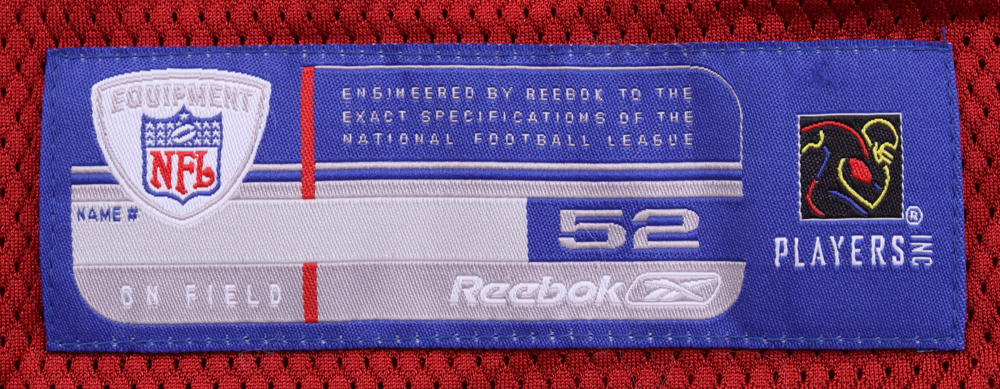 EQUIPMENT
NFL
ENGINEERED BY REEBOK TO THE
EXACT SPECIFICATIONS OF THE
NATIONAL FOOTBALL LEAGUE
NAME #
52
ON FIELD
Reebok
®
PLAYERS INC